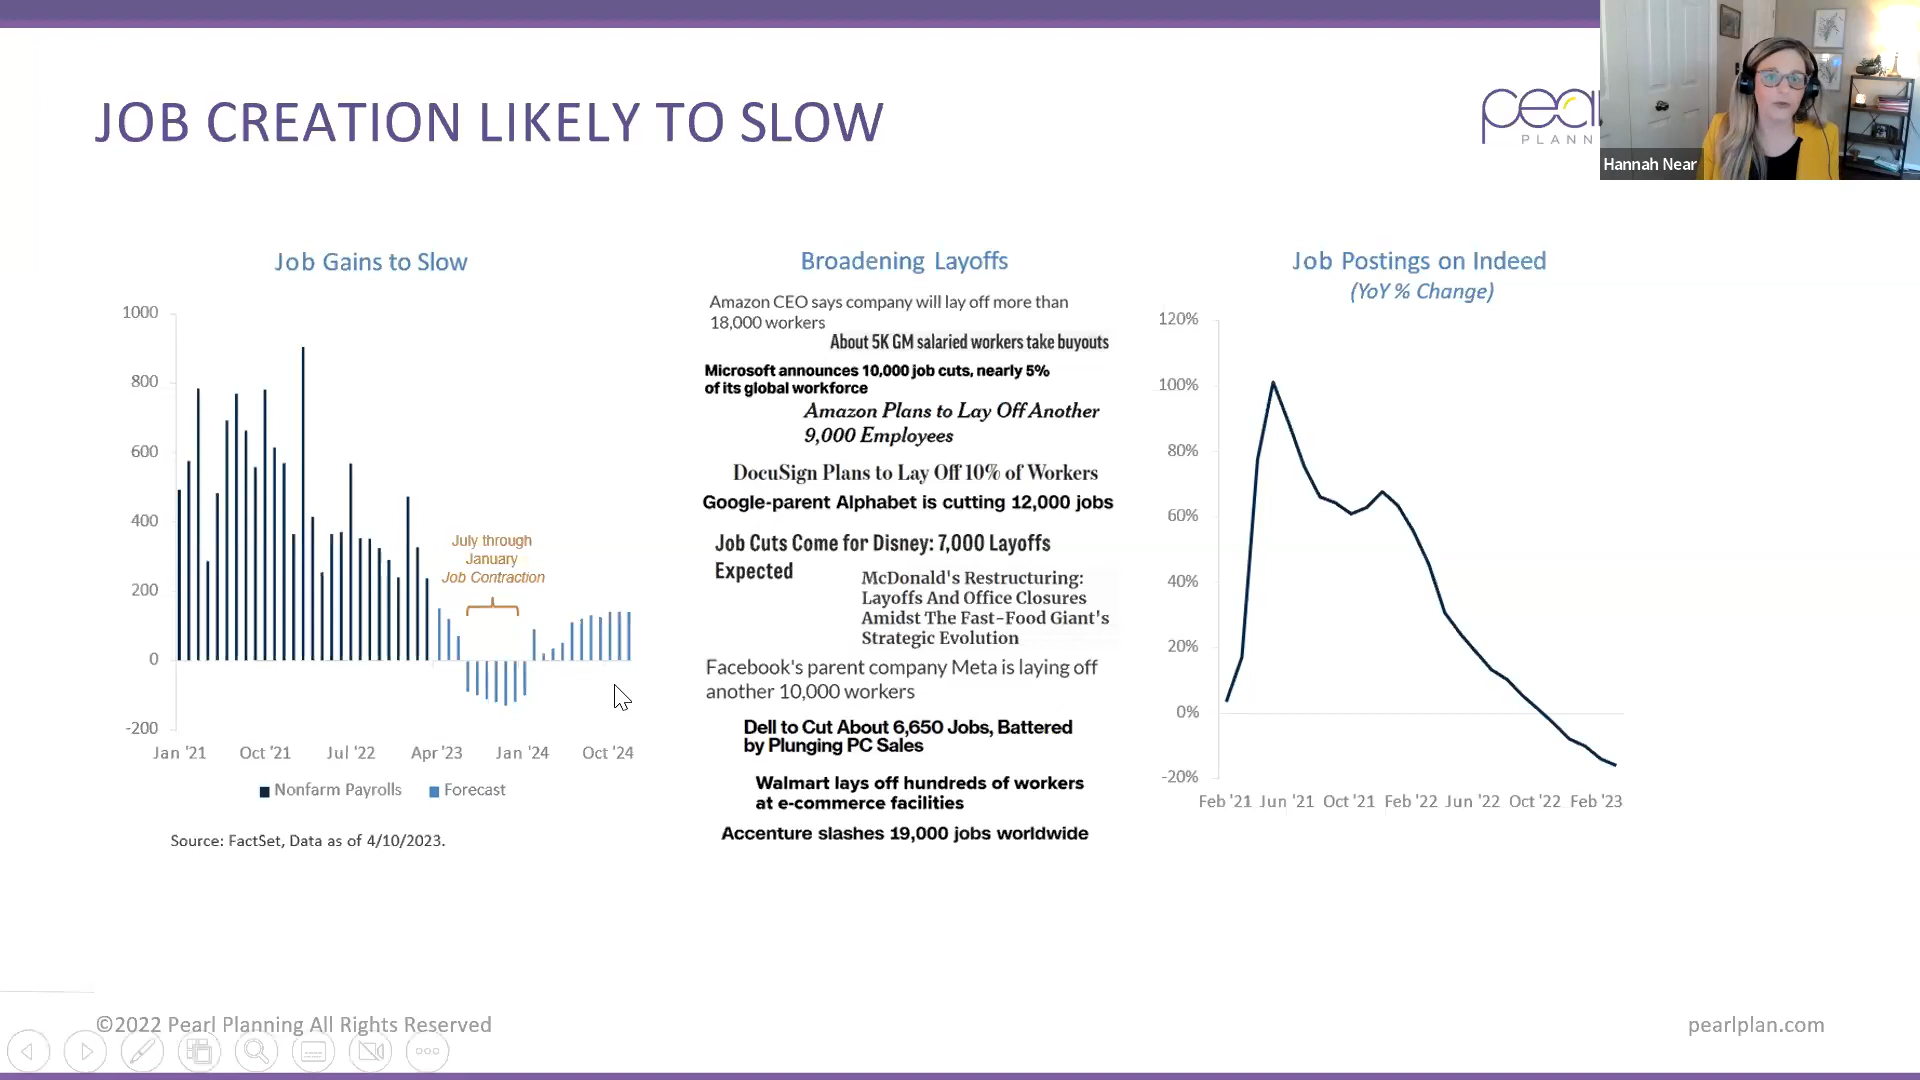 JOB CREATION LIKELY TO SLOW
PLANN
Hannah Near
Job Gains to Slow
1000
800
600
400
200
0
-200
July through
January
Job Contraction
Jan '21 Oct '21 Jul '22 Apr '23 Jan '24 Oct '24
Nonfarm Payrolls Forecast
Source: FactSet, Data as of 4/10/2023.
Broadening Layoffs
Amazon CEO says company will lay off more than
18,000 workers
About 5K GM salaried workers take buyouts
Microsoft announces 10,000 job cuts, nearly 5%
of its global workforce
Amazon Plans to Lay Off Another
9,000 Employees
DocuSign Plans to Lay Off 10% of Workers
Google-parent Alphabet is cutting 12,000 jobs
Job Cuts Come for Disney: 7,000 Layoffs
Expected
McDonald's Restructuring:
Layoffs And Office Closures
Amidst The Fast-Food Giant's
Strategic Evolution
Facebook's parent company Meta is laying off
another 10,000 workers
Dell to Cut About 6,650 Jobs, Battered
by Plunging PC Sales
Walmart lays off hundreds of workers
at e-commerce facilities
Accenture slashes 19,000 jobs worldwide
Job Postings on Indeed
(YoY % Change)
120%
100%
80%
60%
40%
20%
0%
-20%
Feb '21 Jun '21 Oct '21 Feb '22 Jun '22 Oct '22 Feb '23
©2022 Pearl Planning All Rights Reserved
pearlplan.com